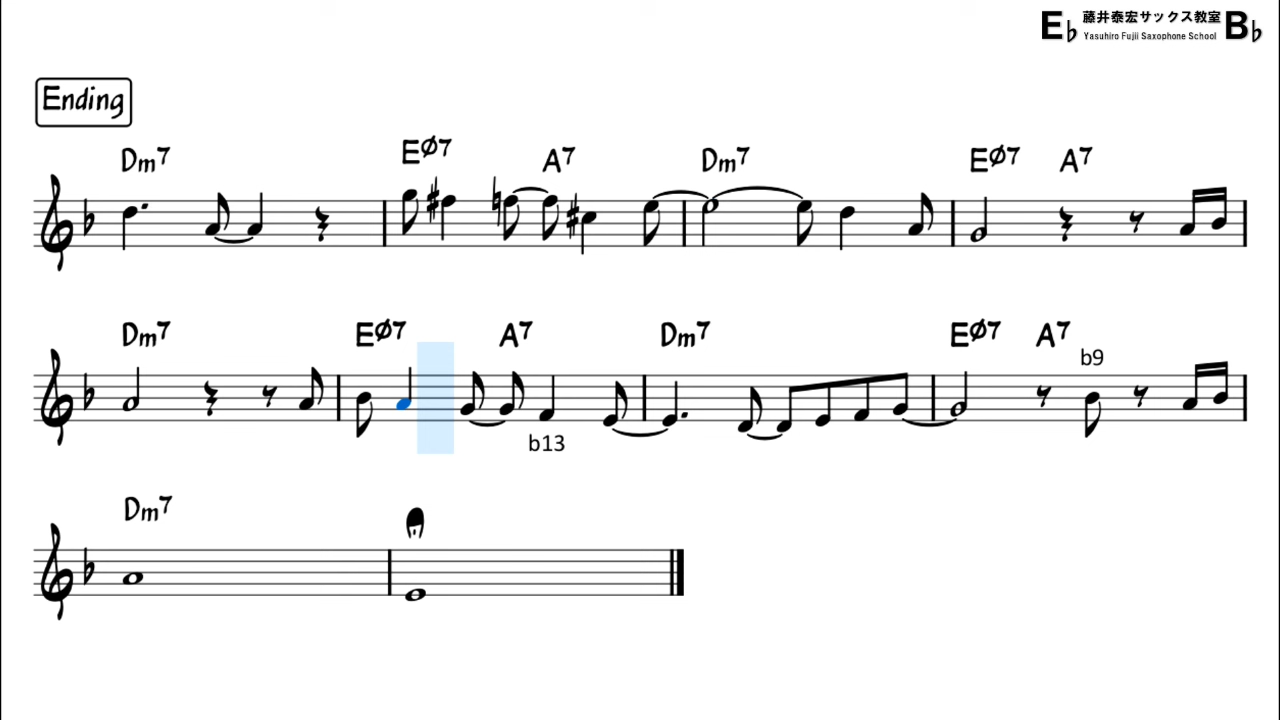 E♭ 藤井泰宏サックス教室 B♭
Yasuhiro Fujii Saxophone School
Ending
Dm7 EØ7 A7 Dm7 EØ7 A7
Dm7 EØ7 A7 Dm7 EØ7 A7
b9
b13
Dm7